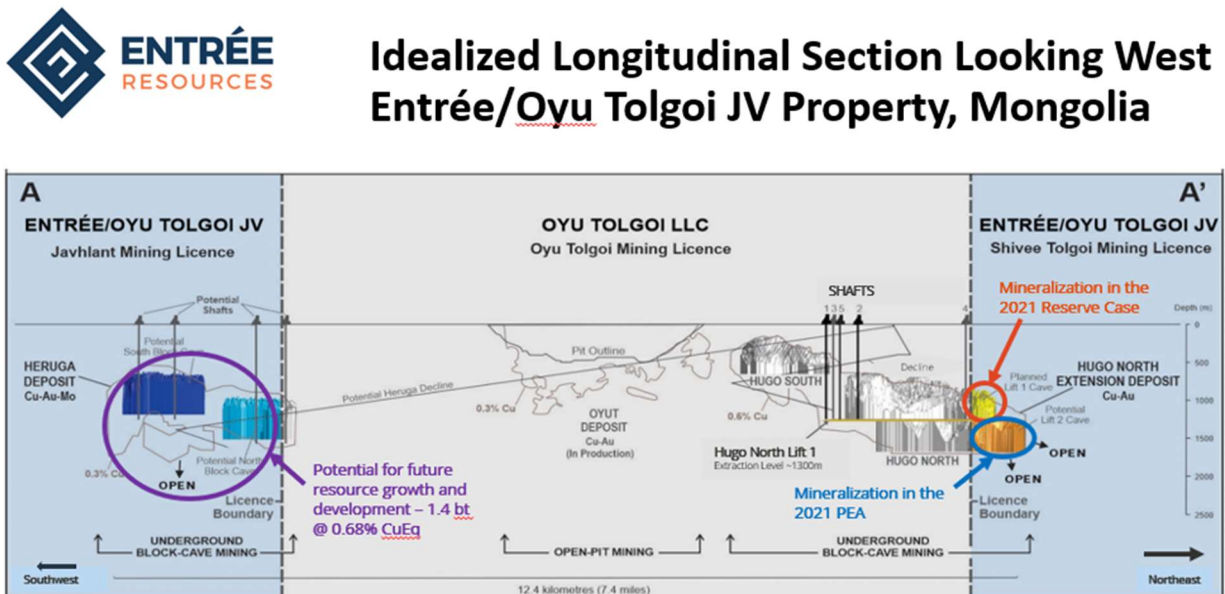 ENTRÉE
RESOURCES
Idealized Longitudinal Section Looking West
Entrée/Oyu Tolgoi JV Property, Mongolia
A
A'
ENTRÉE/OYU TOLGOI JV
Javhlant Mining Licence
OYU TOLGOI LLC
Oyu Tolgoi Mining Licence
ENTRÉE/OYU TOLGOI JV
Shivee Tolgoi Mining Licence
Potential
Shafts
SHAFTS
1 3 5 2
4
Mineralization in the
2021 Reserve Case
Depth (m)
0
500
1000
1500
2000
2500
HERUGA
DEPOSIT
Cu-Au-Mo
Potential
South Block Cave
Potential North
Block Cave
0.3% Cu
OPEN
Potential Heruga Decline
Pit Outline
0.3% Cu
OYUT
DEPOSIT
Cu-Au
(In Production)
HUGO SOUTH
0.6% Cu
Decline
HUGO NORTH
Hugo North Lift 1
Extraction Level ~1300m
Planned
Lift 1 Cave
HUGO NORTH
EXTENSION DEPOSIT
Cu-Au
Potential
Lift 2 Cave
OPEN
OPEN
Potential for future
resource growth and
development – 1.4 bt
@ 0.68% CuEq
Mineralization in the
2021 PEA
Licence
Boundary
Licence
Boundary
UNDERGROUND
BLOCK-CAVE MINING
OPEN-PIT MINING
UNDERGROUND
BLOCK-CAVE MINING
Southwest
Northeast
12.4 kilometres (7.4 miles)